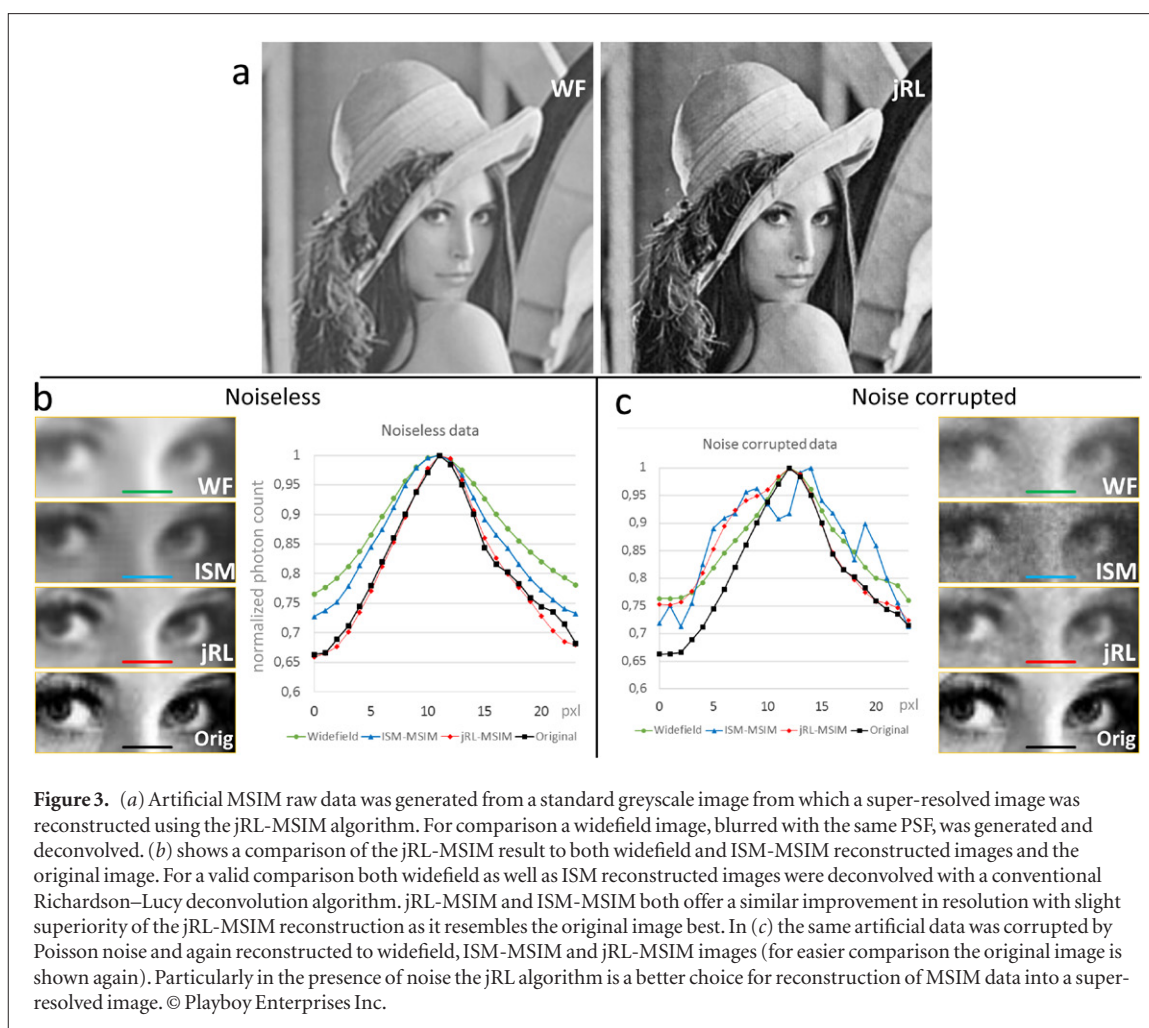 a
WF
jRL
b
Noiseless
c
Noise corrupted
WF
ISM
jRL
Orig
Noiseless data
normalized photon count
1
0,95
0,9
0,85
0,8
0,75
0,7
0,65
0,6
0 5 10 15 20 pxl
Widefield ISM-MSIM jRL-MSIM Original
Noise corrupted data
1
0,95
0,9
0,85
0,8
0,75
0,7
0,65
0,6
0 5 10 15 20 pxl
Widefield ISM-MSIM jRL-MSIM Original
WF
ISM
jRL
Orig
Figure 3. (a) Artificial MSIM raw data was generated from a standard greyscale image from which a super-resolved image was
reconstructed using the jRL-MSIM algorithm. For comparison a widefield image, blurred with the same PSF, was generated and
deconvolved. (b) shows a comparison of the jRL-MSIM result to both widefield and ISM-MSIM reconstructed images and the
original image. For a valid comparison both widefield as well as ISM reconstructed images were deconvolved with a conventional
Richardson–Lucy deconvolution algorithm. jRL-MSIM and ISM-MSIM both offer a similar improvement in resolution with slight
superiority of the jRL-MSIM reconstruction as it resembles the original image best. In (c) the same artificial data was corrupted by
Poisson noise and again reconstructed to widefield, ISM-MSIM and jRL-MSIM images (for easier comparison the original image is
shown again). Particularly in the presence of noise the jRL algorithm is a better choice for reconstruction of MSIM data into a super-
resolved image. © Playboy Enterprises Inc.